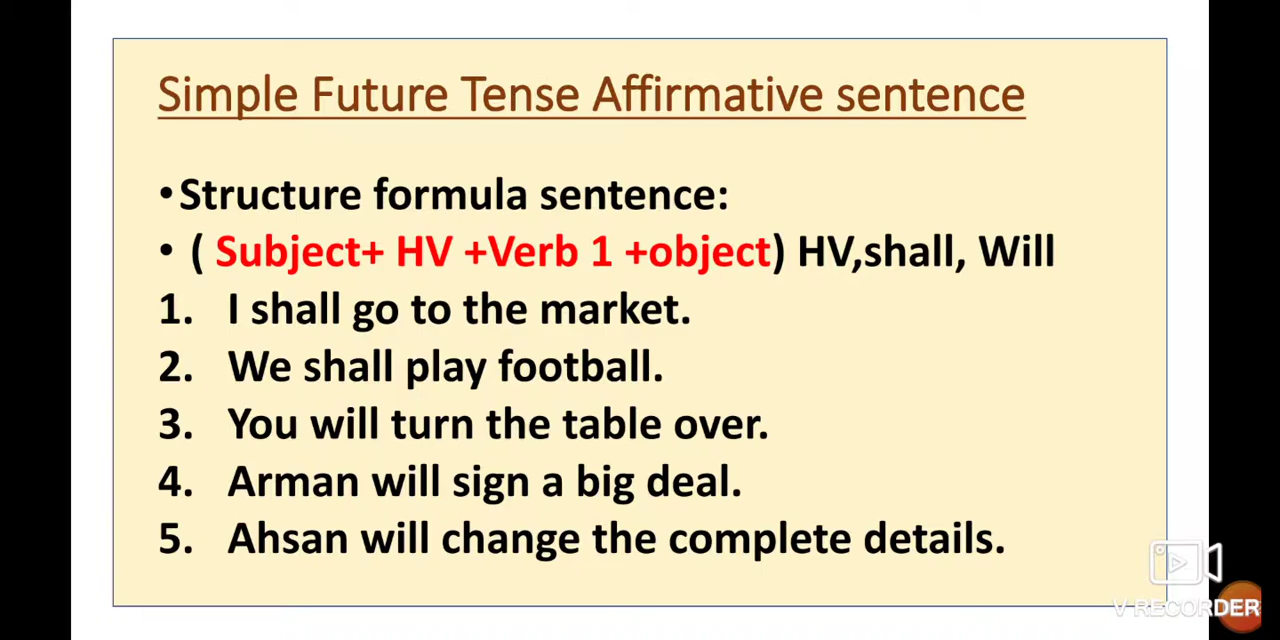 Simple Future Tense Affirmative sentence
•Structure formula sentence:
• ( Subject+ HV +Verb 1 +object) HV,shall, Will
1. I shall go to the market.
2. We shall play football.
3. You will turn the table over.
4. Arman will sign a big deal.
5. Ahsan will change the complete details.
V RECORDER